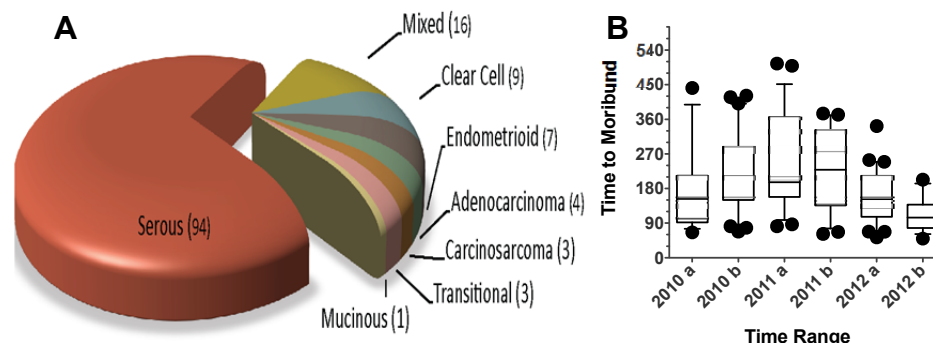 A
Mixed (16)
Clear Cell (9)
Endometrioid (7)
Adenocarcinoma (4)
Carcinosarcoma (3)
Transitional (3)
Mucinous (1)
Serous (94)
B
Time to Moribund
540
450
360
270
180
90
0
2010 a
2010 b
2011 a
2011 b
2012 a
2012 b
Time Range